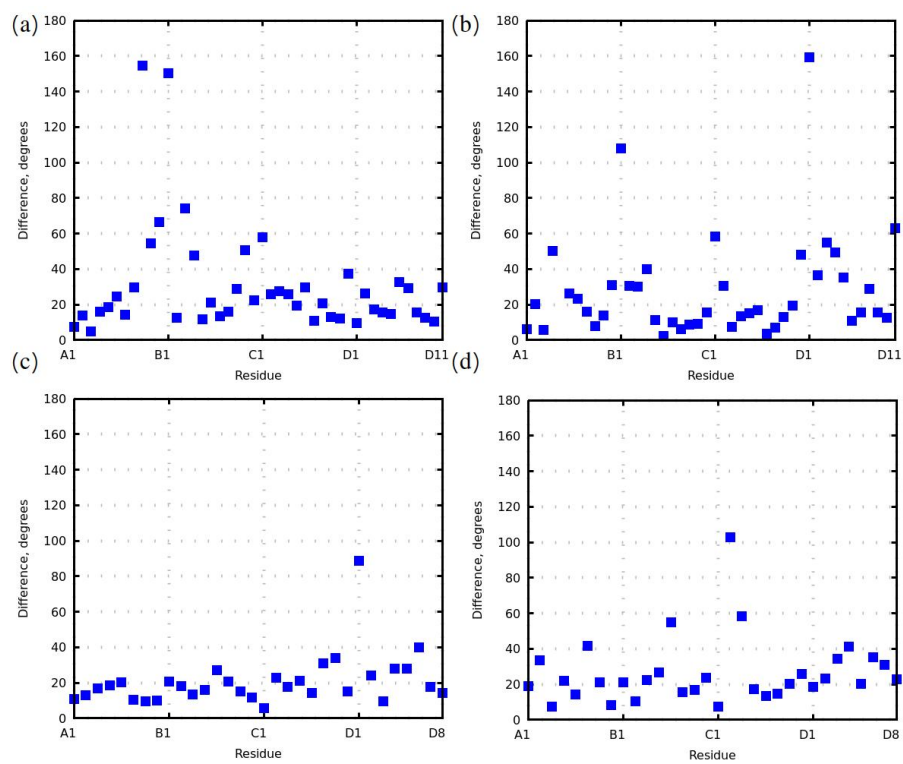 (a)
180
160
140
120
100
80
60
40
20
0
Difference, degrees
A1 B1 C1 D1 D11
Residue
(b)
180
160
140
120
100
80
60
40
20
0
Difference, degrees
A1 B1 C1 D1 D11
Residue
(c)
180
160
140
120
100
80
60
40
20
0
Difference, degrees
A1 B1 C1 D1 D8
Residue
(d)
180
160
140
120
100
80
60
40
20
0
Difference, degrees
A1 B1 C1 D1 D8
Residue